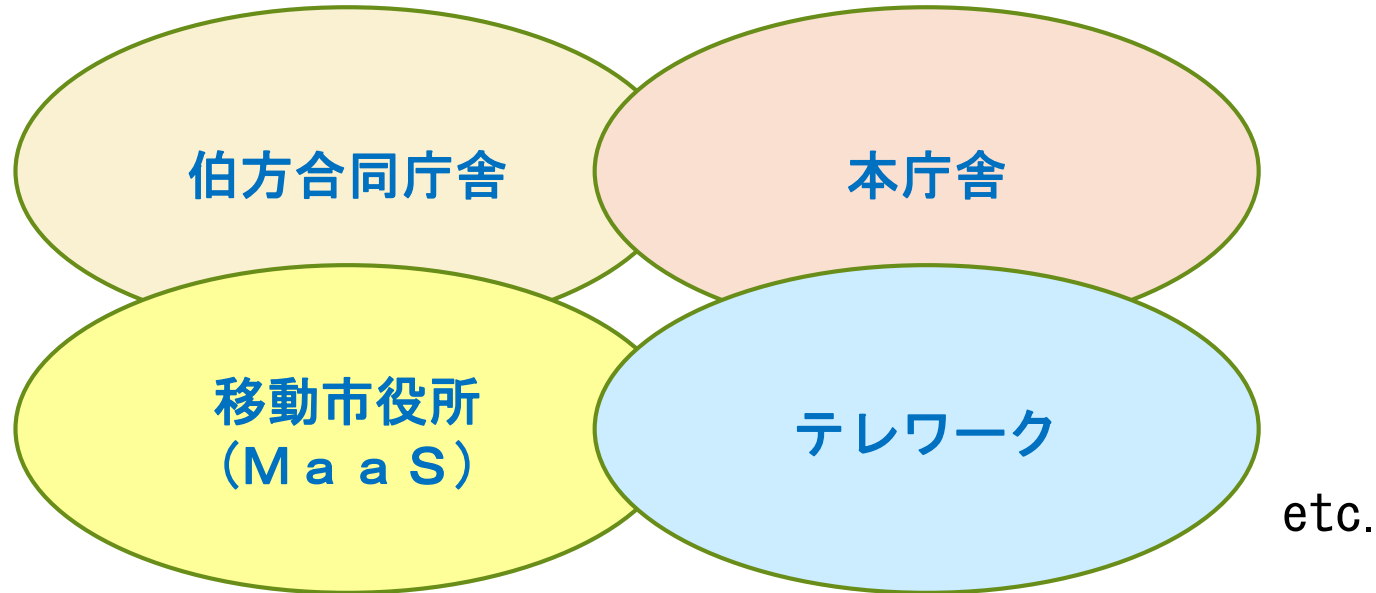 伯方合同庁舎
本庁舎
移動市役所
（ＭａａＳ）
テレワーク
etc.